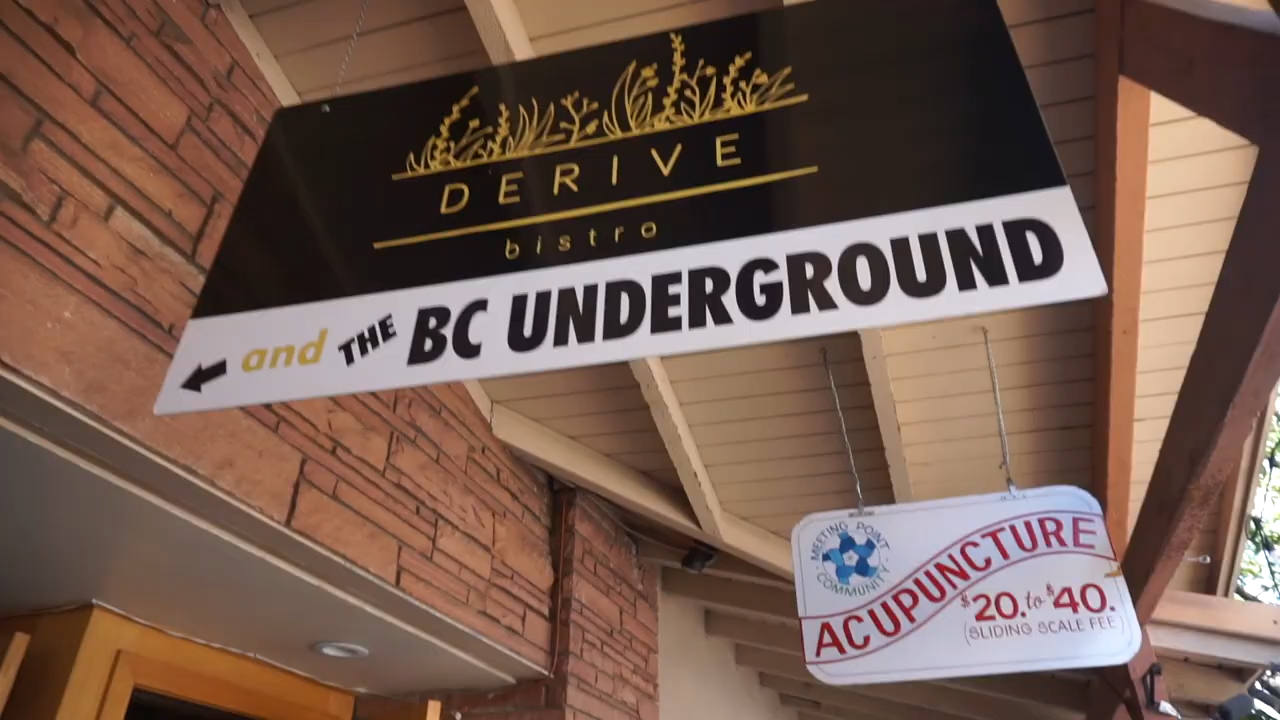 DERIVE
bistro
and THE BC UNDERGROUND
MEETING POINT
COMMUNITY
ACUPUNCTURE
$20. to $40.
(SLIDING SCALE FEE)